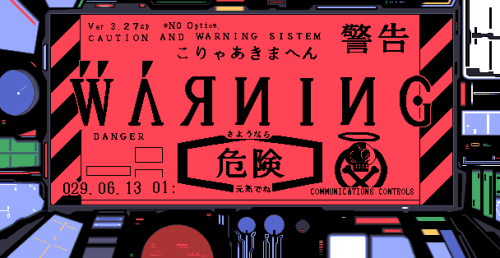 Ver 3.27sp *NO Option.
CAUTION AND WARNING SISTEM
警告
こりゃあきまへん
ẄÁЯNIИG
DANGER
さようなら
危険
元気でね
029.06.13 01:
COMMUNICATIONS CONTROLS